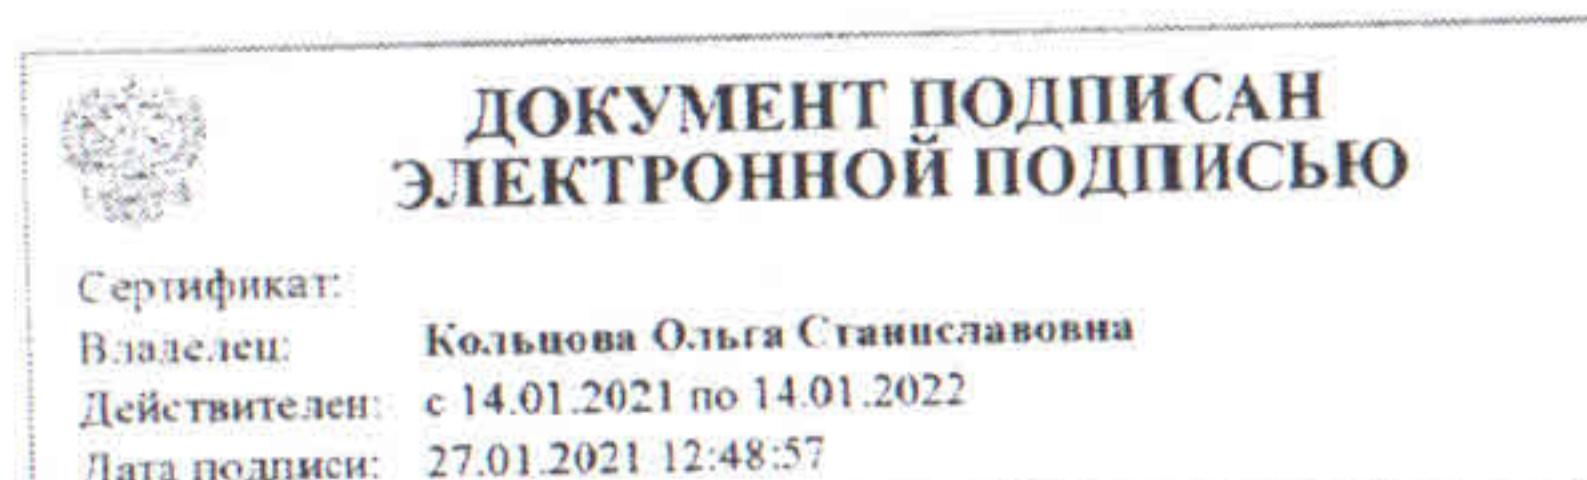 ДОКУМЕНТ ПОДПИСАН
ЭЛЕКТРОННОЙ ПОДПИСЬЮ
Сертификат:
Владелец: Кольцова Ольга Станиславовна
Действителен: с 14.01.2021 по 14.01.2022
Дата подписи: 27.01.2021 12:48:57